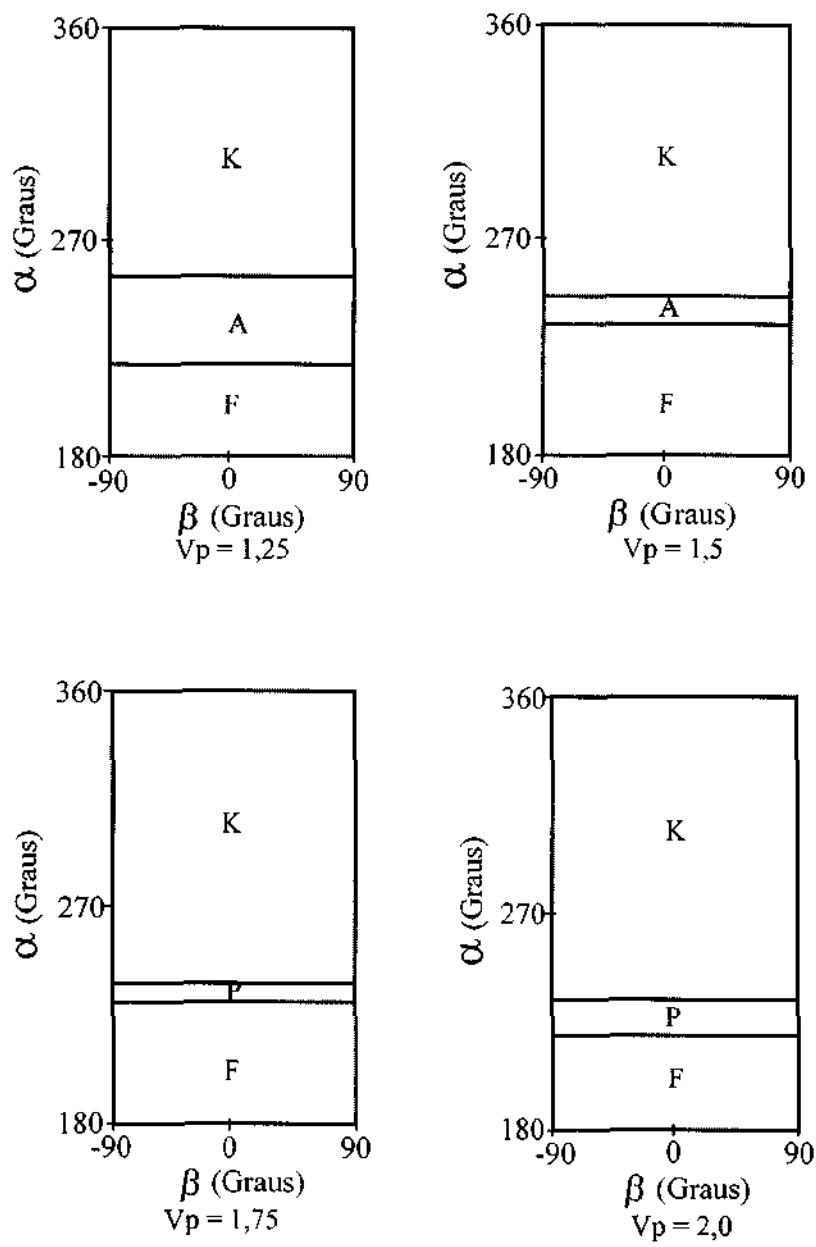 360
K
α (Graus)
270
A
F
180
-90 0 90
β (Graus)
Vp = 1,25
360
K
α (Graus)
270
A
F
180
-90 0 90
β (Graus)
Vp = 1,5
360
K
α (Graus)
270
P
F
180
-90 0 90
β (Graus)
Vp = 1,75
360
K
α (Graus)
270
P
F
180
-90 0 90
β (Graus)
Vp = 2,0